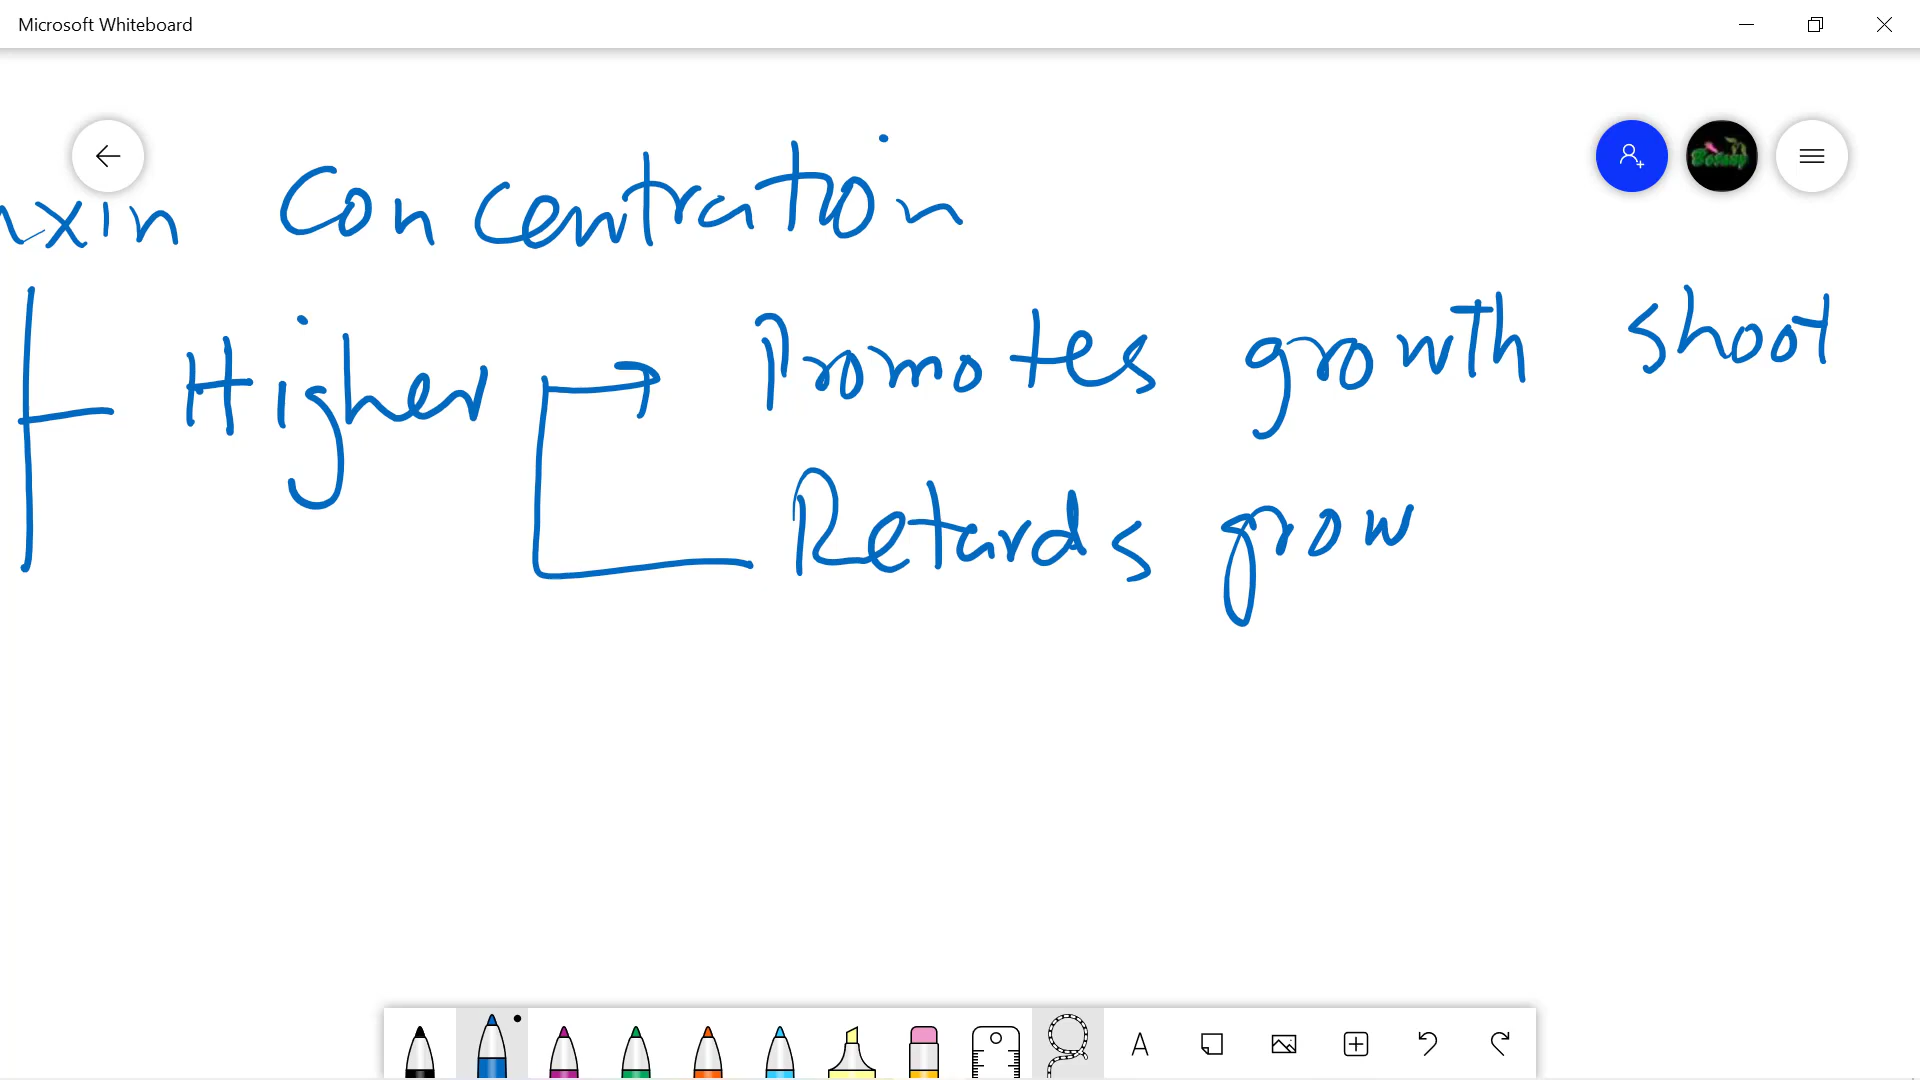 Microsoft Whiteboard
uxin Concentration
Higher Promotes growth shoot
Retards grow